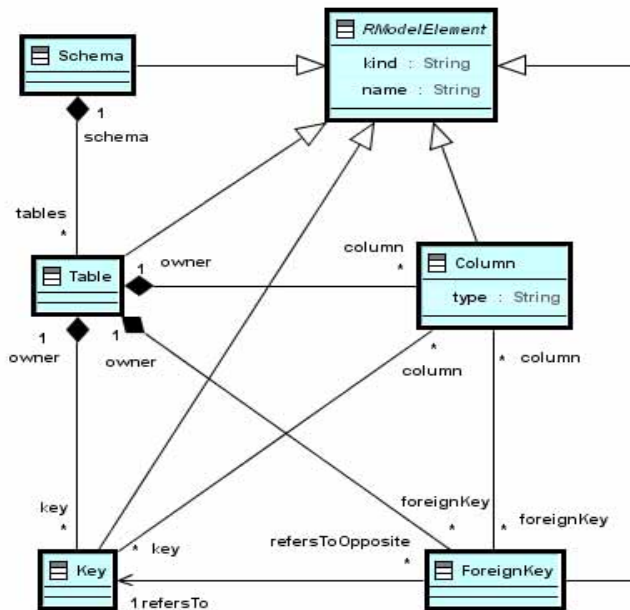 RModelElement
Schema
kind : String
name : String
1
schema
tables
*
Table
1
owner
column
*
Column
type : String
1
owner
1
owner
*
column
*
column
key
*
*
key
foreignKey
*
*
foreignKey
refersToOpposite
*
Key
ForeignKey
1 refersTo